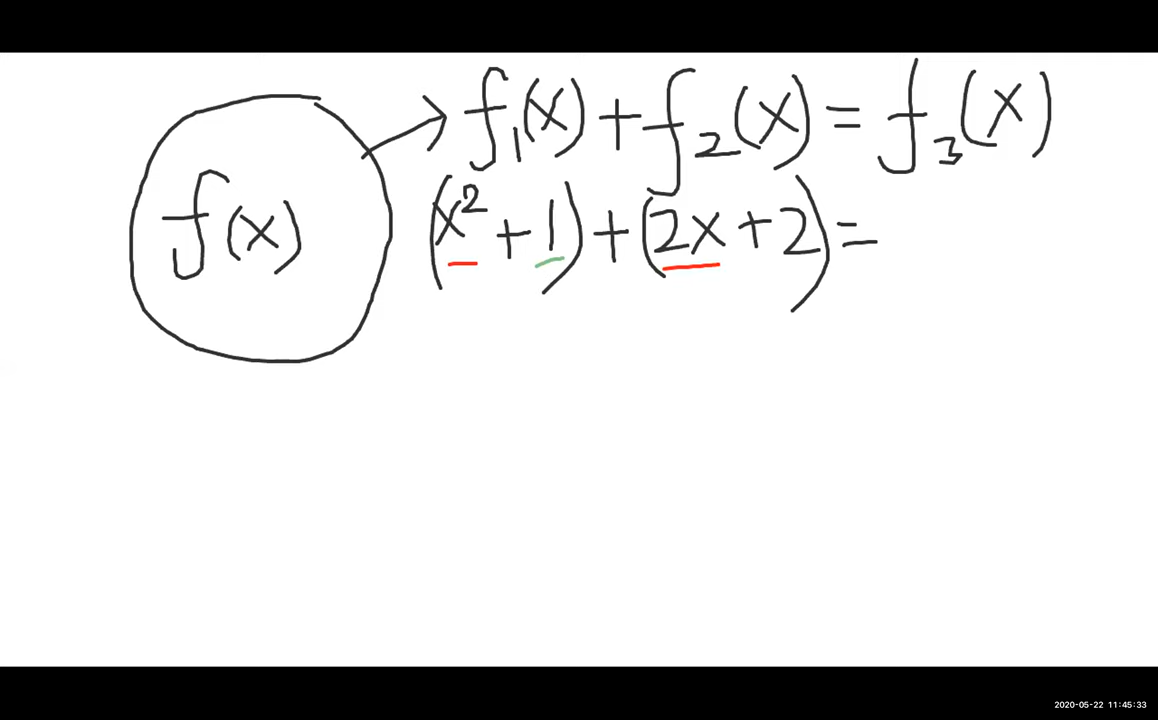 f₁(x) + f₂(x) = f₃(x)
f(x)
(x² + 1) + (2x + 2) =
2020-05-22 11:45:33